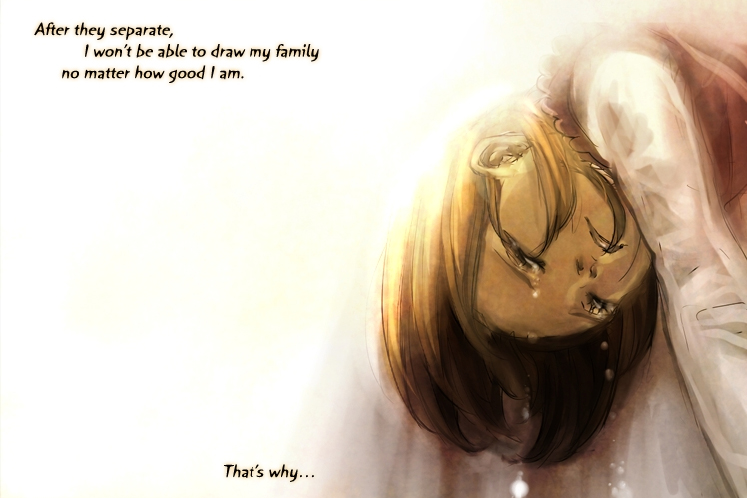 After they separate,
I won't be able to draw my family
no matter how good I am.
That's why...